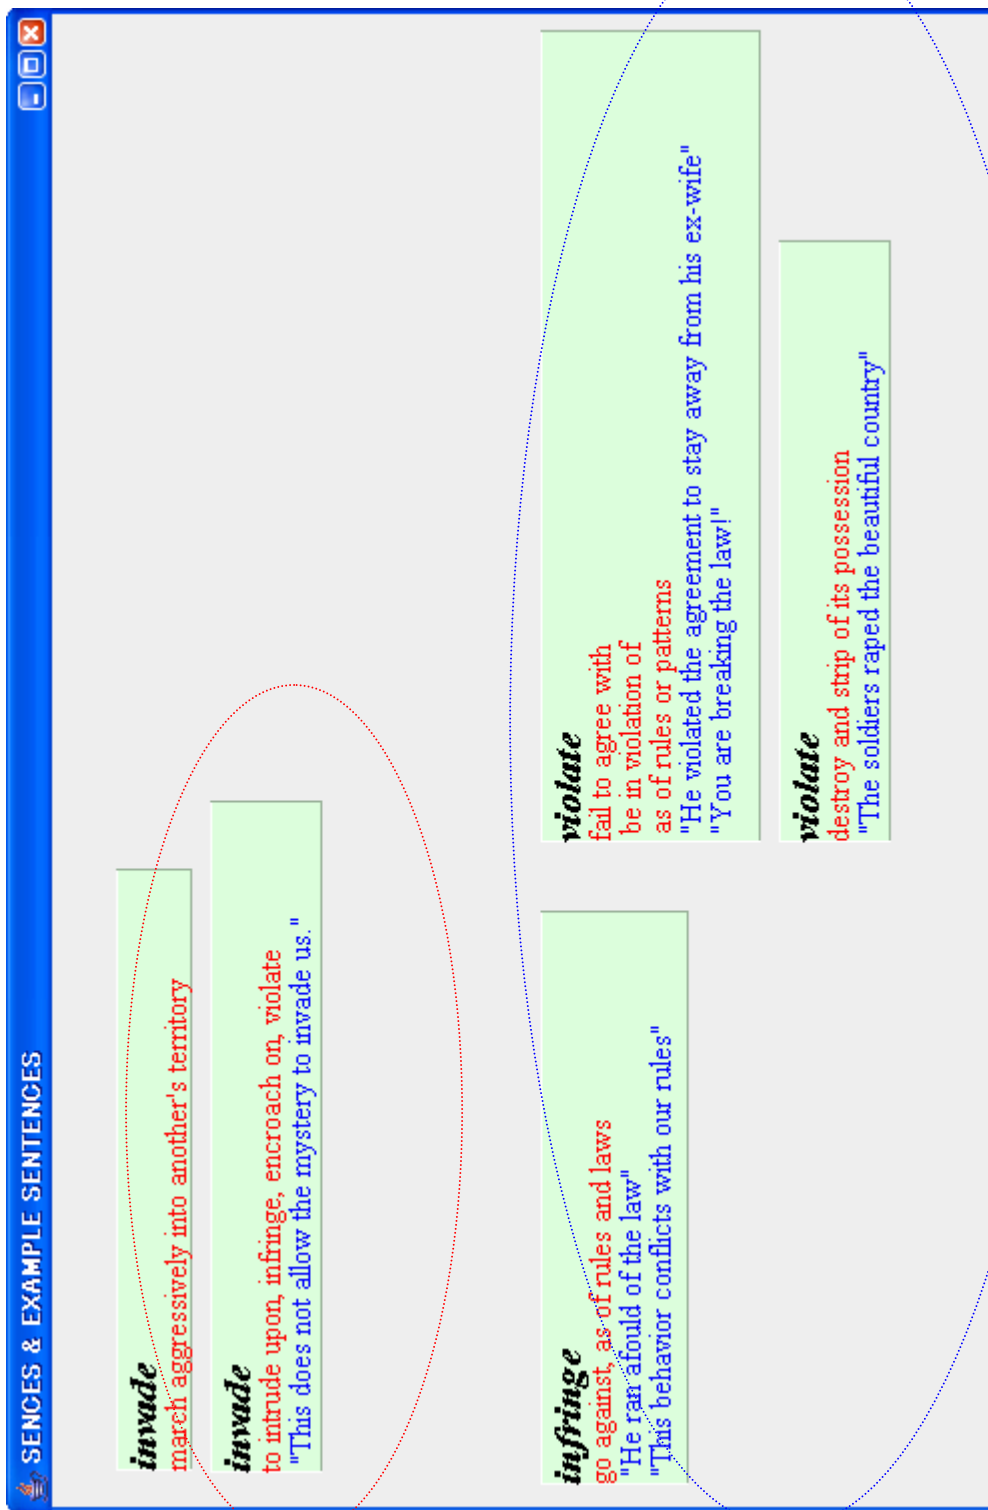 SENCES & EXAMPLE SENTENCES
invade
march aggressively into another's territory
invade
to intrude upon, infringe, encroach on, violate
"This does not allow the mystery to invade us."
infringe
go against, as of rules and laws
"He ran afould of the law"
"This behavior conflicts with our rules"
violate
fail to agree with
be in violation of
as of rules or patterns
"He violated the agreement to stay away from his ex-wife"
"You are breaking the law!"
violate
destroy and strip of its possession
"The soldiers raped the beautiful country"